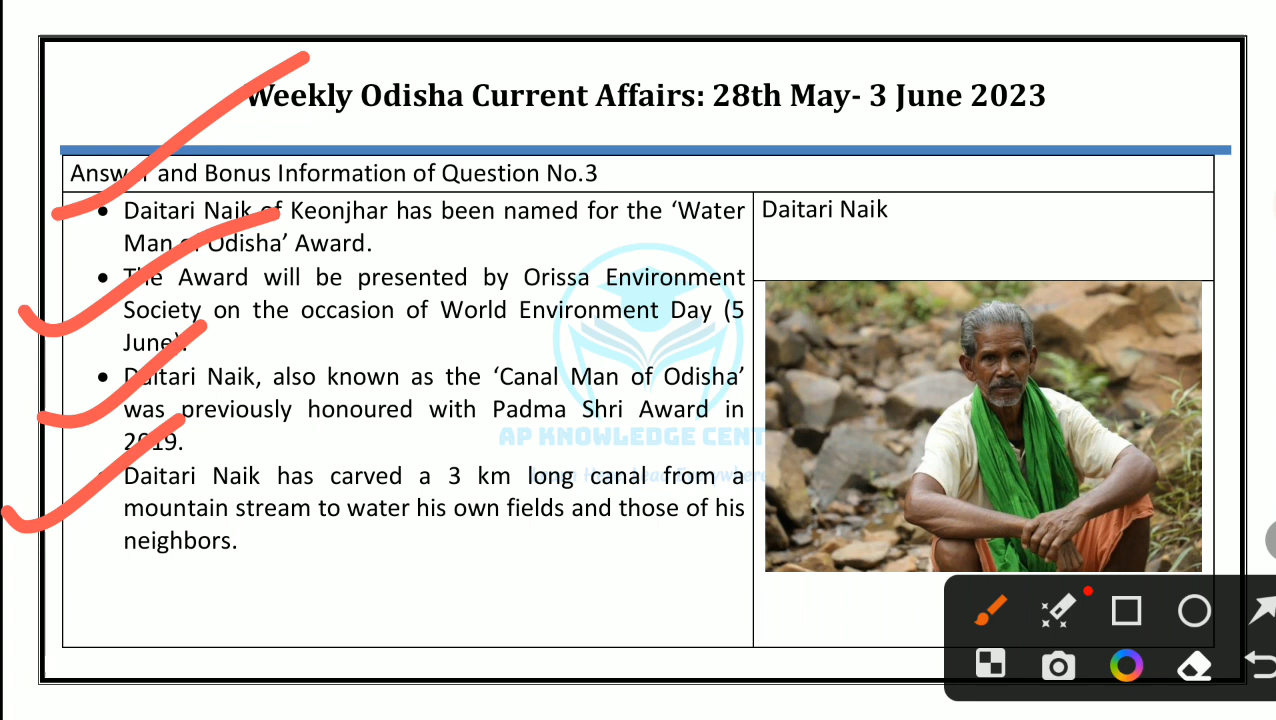 Weekly Odisha Current Affairs: 28th May- 3 June 2023
Answer and Bonus Information of Question No.3
• Daitari Naik of Keonjhar has been named for the ‘Water
Man of Odisha’ Award.
• The Award will be presented by Orissa Environment
Society on the occasion of World Environment Day (5
June).
• Daitari Naik, also known as the ‘Canal Man of Odisha’
was previously honoured with Padma Shri Award in
2019.
• Daitari Naik has carved a 3 km long canal from a
mountain stream to water his own fields and those of his
neighbors.
Daitari Naik
AP KNOWLEDGE CENT